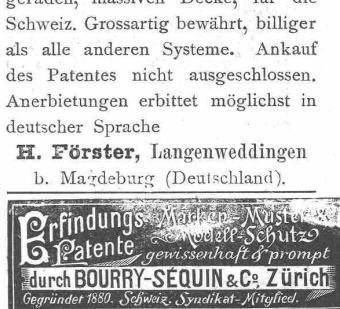 geraden, massiven Decke, für die
Schweiz. Grossartig bewährt, billiger
als alle anderen Systeme. Ankauf
des Patentes nicht ausgeschlossen.
Anerbietungen erbittet möglichst in
deutscher Sprache
H. Förster, Langenweddingen
b. Magdeburg (Deutschland).
Erfindungs Marken-Muster &
Patente Modell-Schutz
gewissenhaft & prompt
durch BOURRY-SÉQUIN & Co. Zürich
Gegründet 1880. Schweiz. Syndikat-Mitglied.